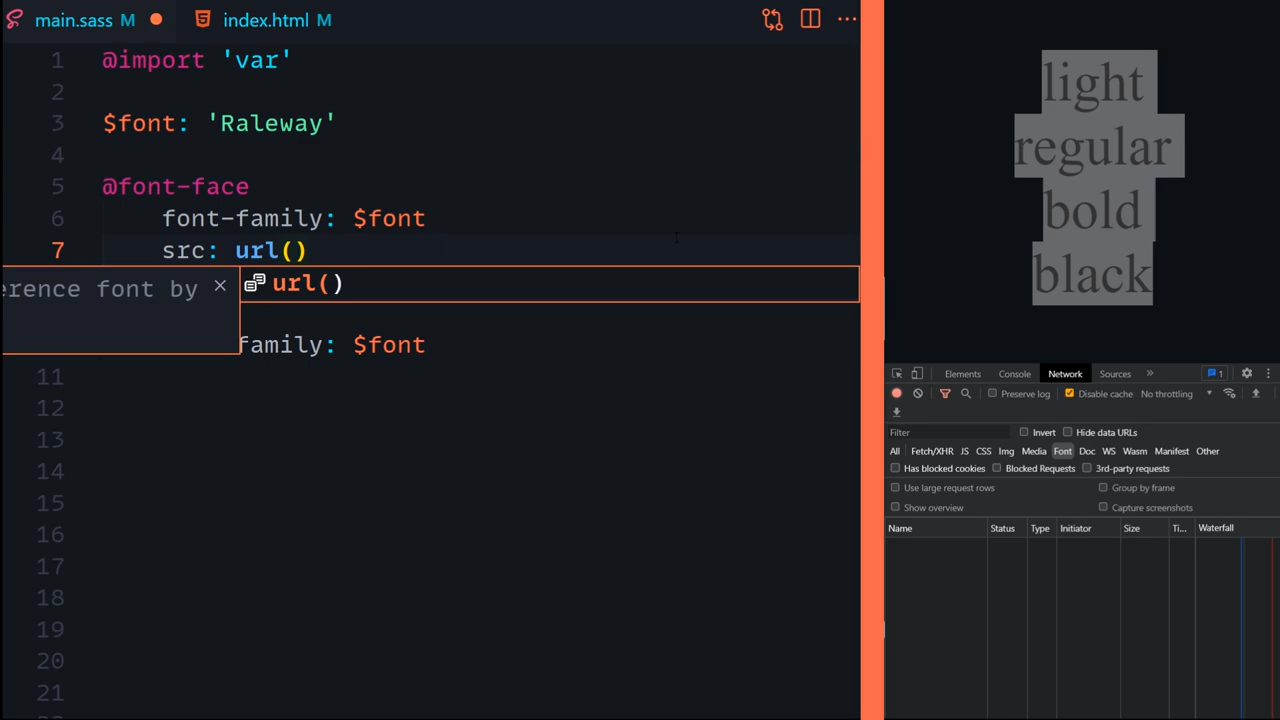 main.sass M
index.html M
1 @import 'var'
2
3 $font: 'Raleway'
4
5 @font-face
6 font-family: $font
7 src: url()
erence font by
url()
family: $font
11
12
13
14
15
16
17
18
19
20
21
light
regular
bold
black
Elements Console Network Sources 1
Preserve log Disable cache No throttling
Filter Invert Hide data URLs
All Fetch/XHR JS CSS Img Media Font Doc WS Wasm Manifest Other
Has blocked cookies Blocked Requests 3rd-party requests
Use large request rows Group by frame
Show overview Capture screenshots
Name Status Type Initiator Size Ti... Waterfall